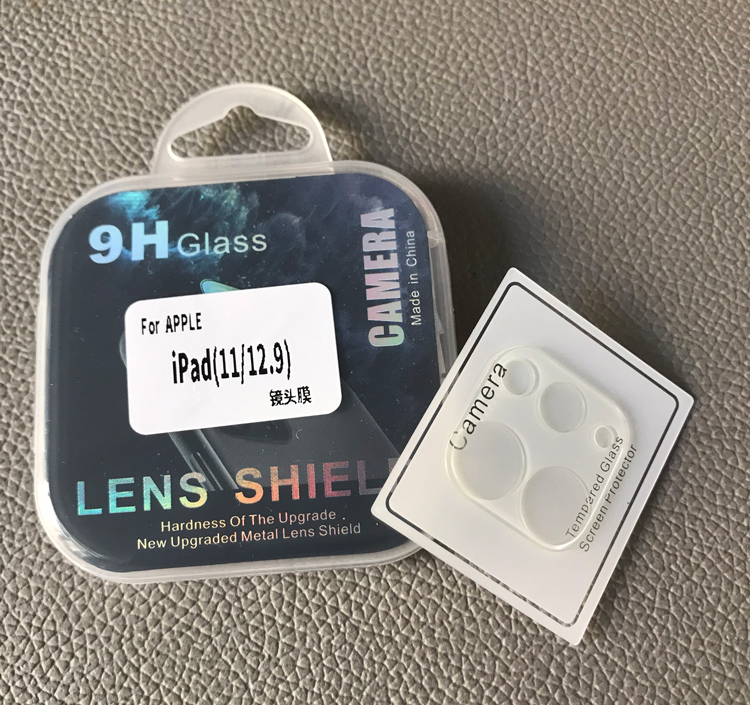 9H Glass
CAMERA
Made in China
For APPLE
iPad(11/12.9)
镜头膜
LENS SHIEL
Hardness Of The Upgrade
New Upgraded Metal Lens Shield
Camera
Tempered Glass
Screen Protector